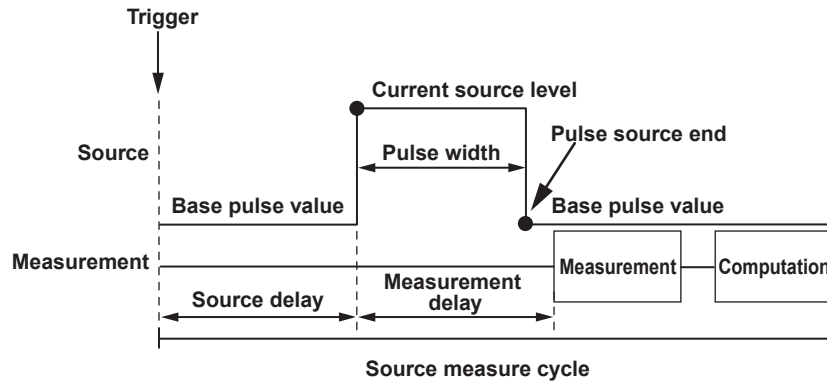 Trigger
Current source level
Pulse source end
Source
Pulse width
Base pulse value
Base pulse value
Measurement
Measurement
Computation
Source delay
Measurement
delay
Source measure cycle